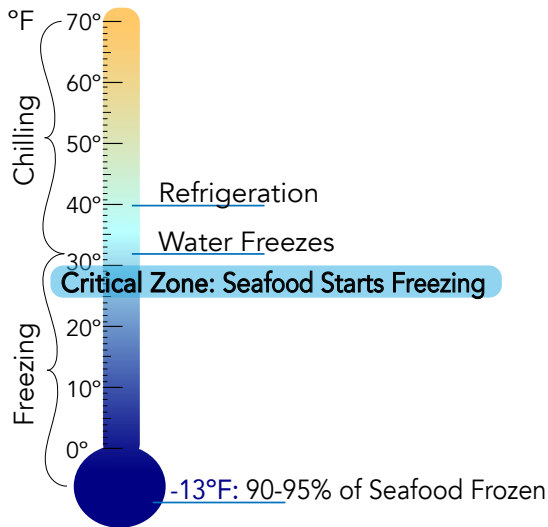 °F
70°
60°
50°
40°
30°
20°
10°
0°
Chilling
Freezing
Refrigeration
Water Freezes
Critical Zone: Seafood Starts Freezing
-13°F: 90-95% of Seafood Frozen